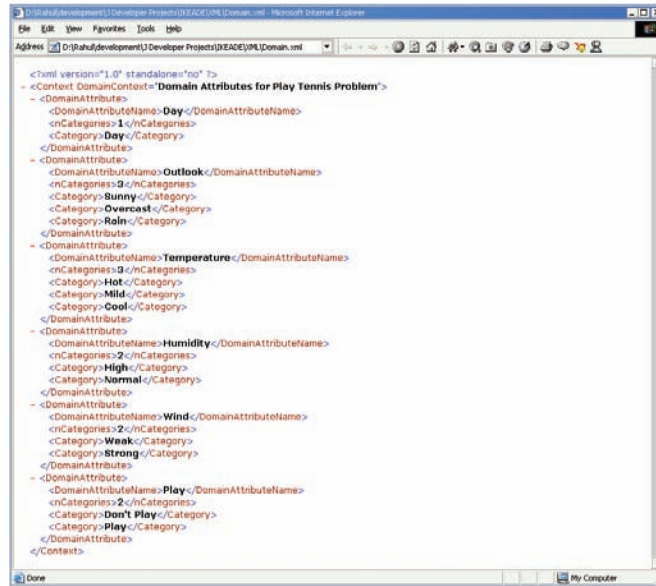 D:\Rahul\development\J Developer Projects\IKEADE\XML\Domain.xml - Microsoft Internet Explorer
File Edit View Favorites Tools Help
Address D:\Rahul\development\J Developer Projects\IKEADE\XML\Domain.xml
<?xml version="1.0" standalone="no" ?>
- <Context DomainContext="Domain Attributes for Play Tennis Problem">
- <DomainAttribute>
<DomainAttributeName>Day</DomainAttributeName>
<nCategories>1</nCategories>
<Category>Day</Category>
</DomainAttribute>
- <DomainAttribute>
<DomainAttributeName>Outlook</DomainAttributeName>
<nCategories>3</nCategories>
<Category>Sunny</Category>
<Category>Overcast</Category>
<Category>Rain</Category>
</DomainAttribute>
- <DomainAttribute>
<DomainAttributeName>Temperature</DomainAttributeName>
<nCategories>3</nCategories>
<Category>Hot</Category>
<Category>Mild</Category>
<Category>Cool</Category>
</DomainAttribute>
- <DomainAttribute>
<DomainAttributeName>Humidity</DomainAttributeName>
<nCategories>2</nCategories>
<Category>High</Category>
<Category>Normal</Category>
</DomainAttribute>
- <DomainAttribute>
<DomainAttributeName>Wind</DomainAttributeName>
<nCategories>2</nCategories>
<Category>Weak</Category>
<Category>Strong</Category>
</DomainAttribute>
- <DomainAttribute>
<DomainAttributeName>Play</DomainAttributeName>
<nCategories>2</nCategories>
<Category>Don't Play</Category>
<Category>Play</Category>
</DomainAttribute>
</Context>
Done My Computer